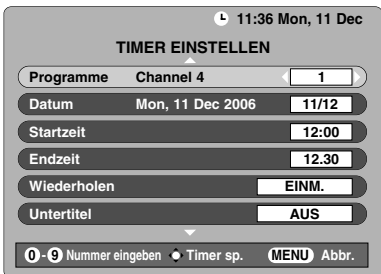 11:36 Mon, 11 Dec
TIMER EINSTELLEN
Programme Channel 4 1
Datum Mon, 11 Dec 2006 11/12
Startzeit 12:00
Endzeit 12.30
Wiederholen EINM.
Untertitel AUS
0 - 9 Nummer eingeben Timer sp. MENU Abbr.